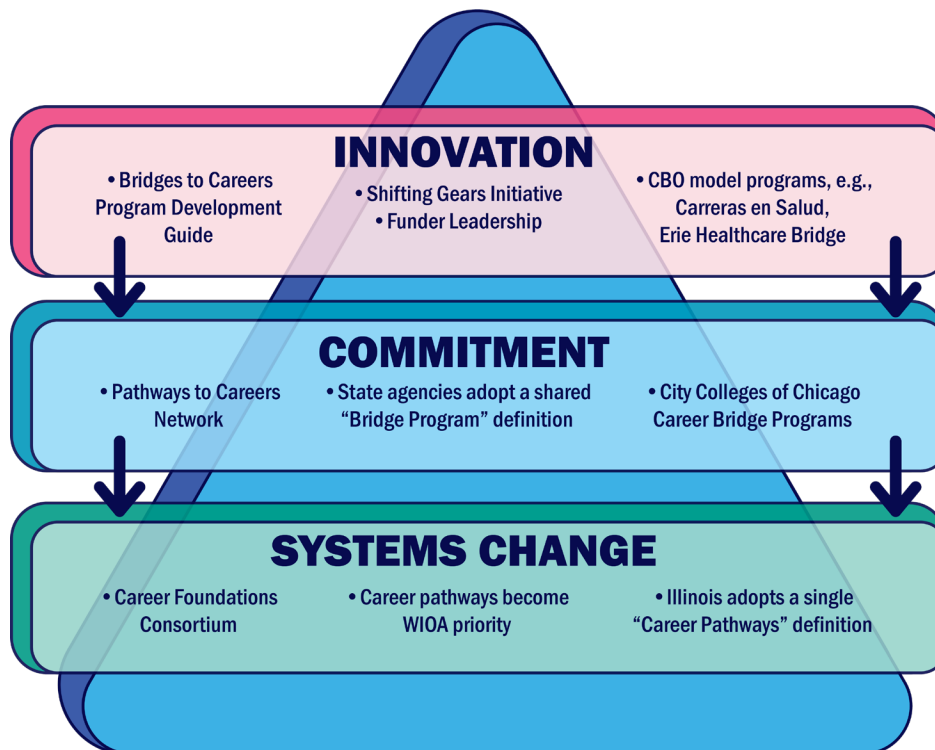 INNOVATION
• Bridges to Careers
Program Development
Guide
• Shifting Gears Initiative
• Funder Leadership
• CBO model programs, e.g.,
Carreras en Salud,
Erie Healthcare Bridge
COMMITMENT
• Pathways to Careers
Network
• State agencies adopt a shared
“Bridge Program” definition
• City Colleges of Chicago
Career Bridge Programs
SYSTEMS CHANGE
• Career Foundations
Consortium
• Career pathways become
WIOA priority
• Illinois adopts a single
“Career Pathways” definition